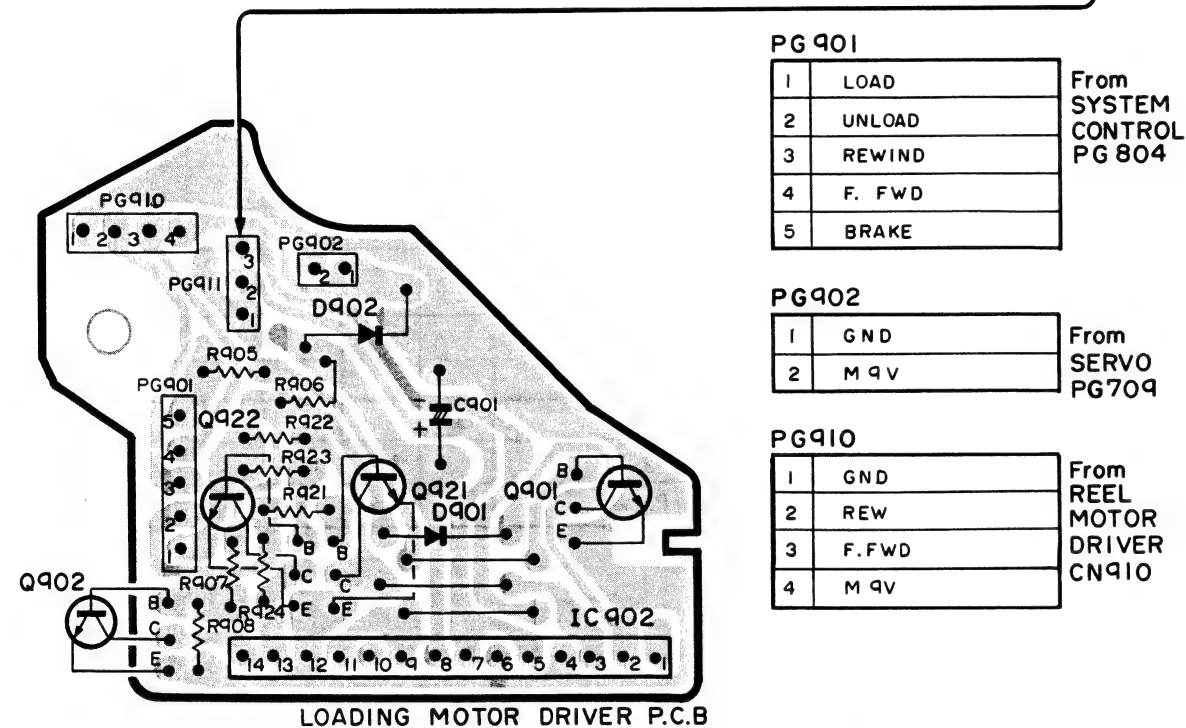 PG901
1 LOAD
2 UNLOAD
3 REWIND
4 F. FWD
5 BRAKE
From
SYSTEM
CONTROL
PG 804
PG902
1 GND
2 M 9V
From
SERVO
PG709
PG910
1 GND
2 REW
3 F.FWD
4 M 9V
From
REEL
MOTOR
DRIVER
CN910
PG910
1 2 3 4
PG911
3
2
1
PG902
2 1
D902
R905
R906
PG901
5
4
3
2
1
Q922
R922
R923
R921
C901
+
Q921
D901
Q901
B
C
E
B
C
E
B
C
E
Q902
B
C
E
R907
R908
R924
IC902
14 13 12 11 10 9 8 7 6 5 4 3 2 1
LOADING MOTOR DRIVER P.C.B